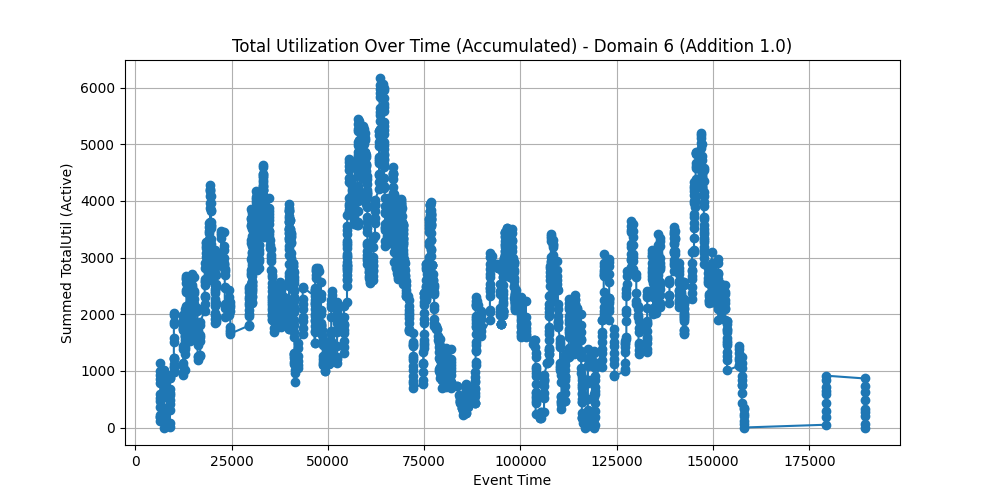 Total Utilization Over Time (Accumulated) - Domain 6 (Addition 1.0)
6000
5000
4000
3000
2000
1000
0
Summed TotalUtil (Active)
0 25000 50000 75000 100000 125000 150000 175000
Event Time